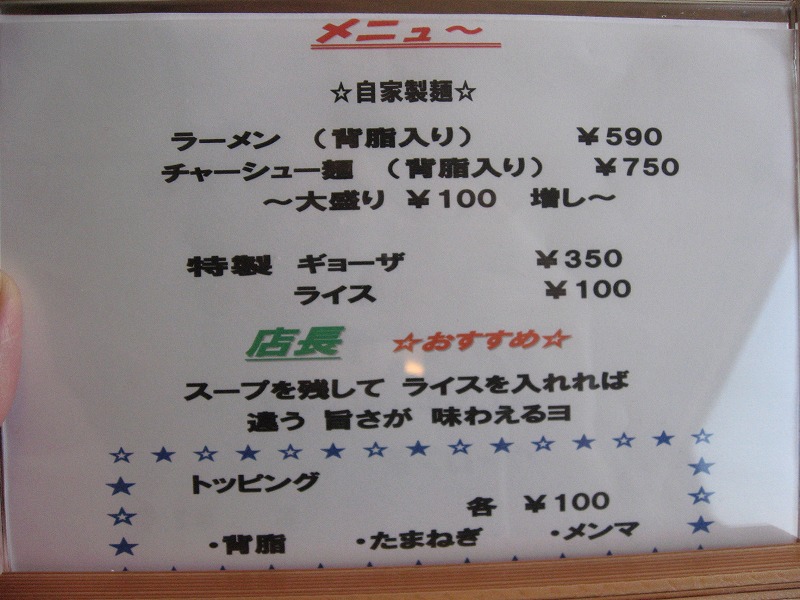 メニュ～
☆自家製麺☆
ラーメン （背脂入り） ￥590
チャーシュー麺 （背脂入り） ￥750
～大盛り ￥100 増し～
特製 ギョーザ ￥350
ライス ￥100
店長 ☆おすすめ☆
スープを残して ライスを入れれば
違う 旨さが 味わえるヨ
トッピング
各 ￥100
・背脂 ・たまねぎ ・メンマ